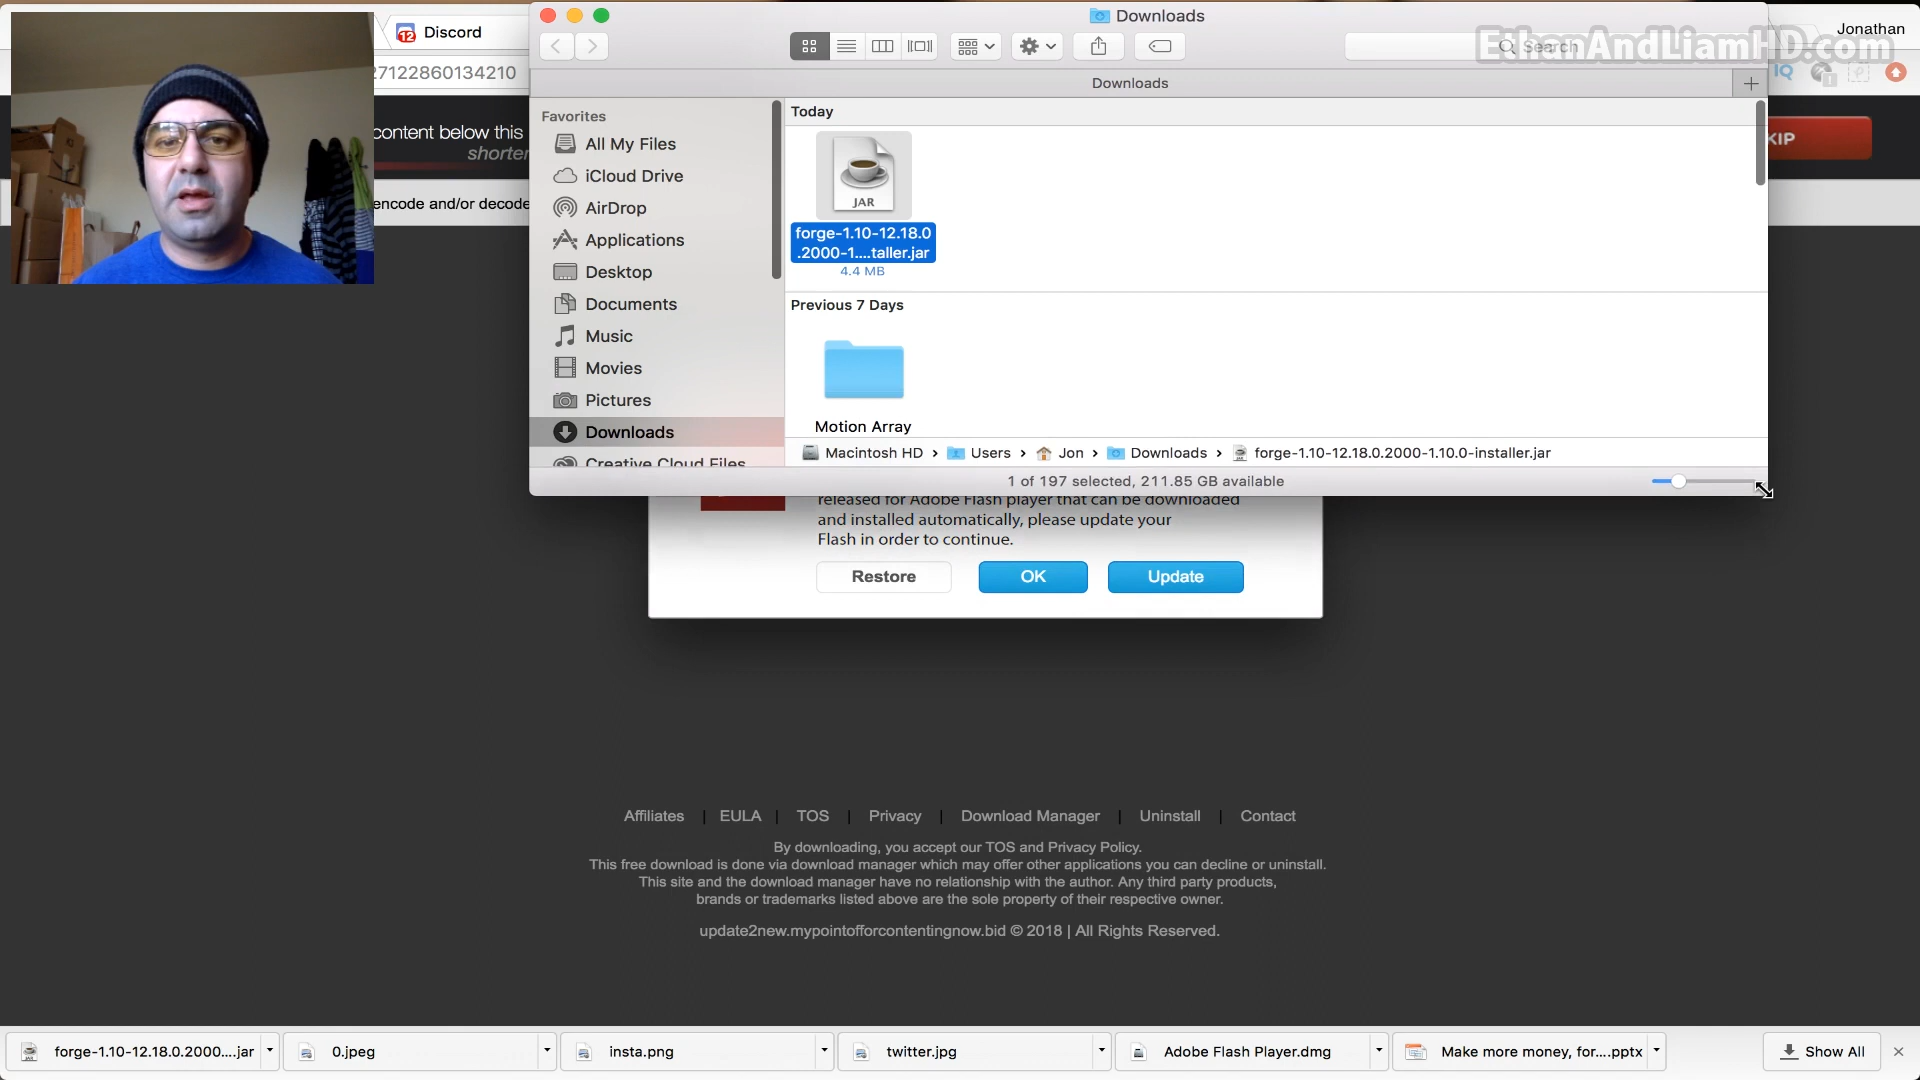 Downloads
Discord
12
Jonathan
EthanAndLiamHD.com
Search
27122860134210
IQ
Downloads
content below this
shorten
KIP
encode and/or decode
Favorites
All My Files
iCloud Drive
AirDrop
Applications
Desktop
Documents
Music
Movies
Pictures
Downloads
Creative Cloud Files
Today
JAR
forge-1.10-12.18.0
.2000-1....taller.jar
4.4 MB
Previous 7 Days
Motion Array
Macintosh HD › Users › Jon › Downloads › forge-1.10-12.18.0.2000-1.10.0-installer.jar
1 of 197 selected, 211.85 GB available
released for Adobe Flash player that can be downloaded
and installed automatically, please update your
Flash in order to continue.
Restore OK Update
Affiliates | EULA | TOS | Privacy | Download Manager | Uninstall | Contact
By downloading, you accept our TOS and Privacy Policy.
This free download is done via download manager which may offer other applications you can decline or uninstall.
This site and the download manager have no relationship with the author. Any third party products,
brands or trademarks listed above are the sole property of their respective owner.
update2new.mypointofforcontentingnow.bid © 2018 | All Rights Reserved.
forge-1.10-12.18.0.2000....jar 0.jpeg insta.png twitter.jpg Adobe Flash Player.dmg Make more money, for....pptx Show All